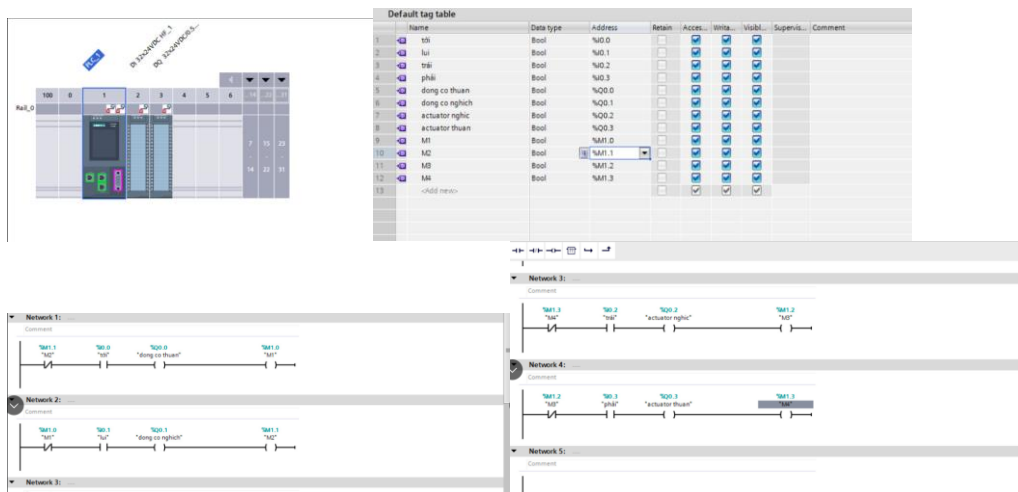 PLC_1
DI 32x24VDC HF_1
DQ 32x24VDC/0.5...
100 0 1 2 3 4 5 6
Rail_0
7 15 23
14 22 31
Default tag table
Name Data type Address Retain Acces... Writa... Visibl... Supervis... Comment
1 tới Bool %I0.0
2 lui Bool %I0.1
3 trái Bool %I0.2
4 phải Bool %I0.3
5 dong co thuan Bool %Q0.0
6 dong co nghich Bool %Q0.1
7 actuator nghic Bool %Q0.2
8 actuator thuan Bool %Q0.3
9 M1 Bool %M1.0
10 M2 Bool %M1.1
11 M3 Bool %M1.2
12 M4 Bool %M1.3
13 <Add new>
Network 1: ...
Comment
%M1.1 %I0.0 %Q0.0 %M1.0
"M2" "tới" "dong co thuan" "M1"
Network 2: ...
Comment
%M1.0 %I0.1 %Q0.1 %M1.1
"M1" "lui" "dong co nghich" "M2"
Network 3: ...
Network 3: ...
Comment
%M1.3 %I0.2 %Q0.2 %M1.2
"M4" "trái" "actuator nghic" "M3"
Network 4: ...
Comment
%M1.2 %I0.3 %Q0.3 %M1.3
"M3" "phải" "actuator thuan" "M4"
Network 5: ...
Comment